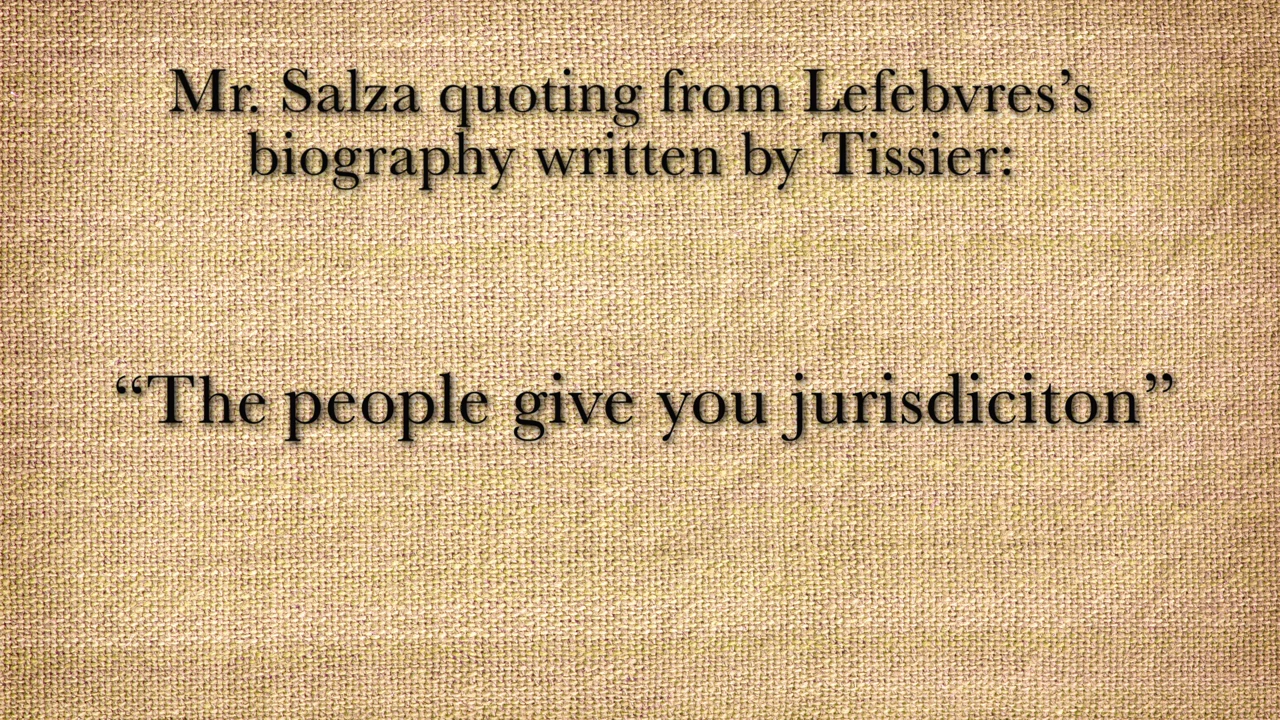 Mr. Salza quoting from Lefebvres’s
biography written by Tissier:
“The people give you jurisdiciton”